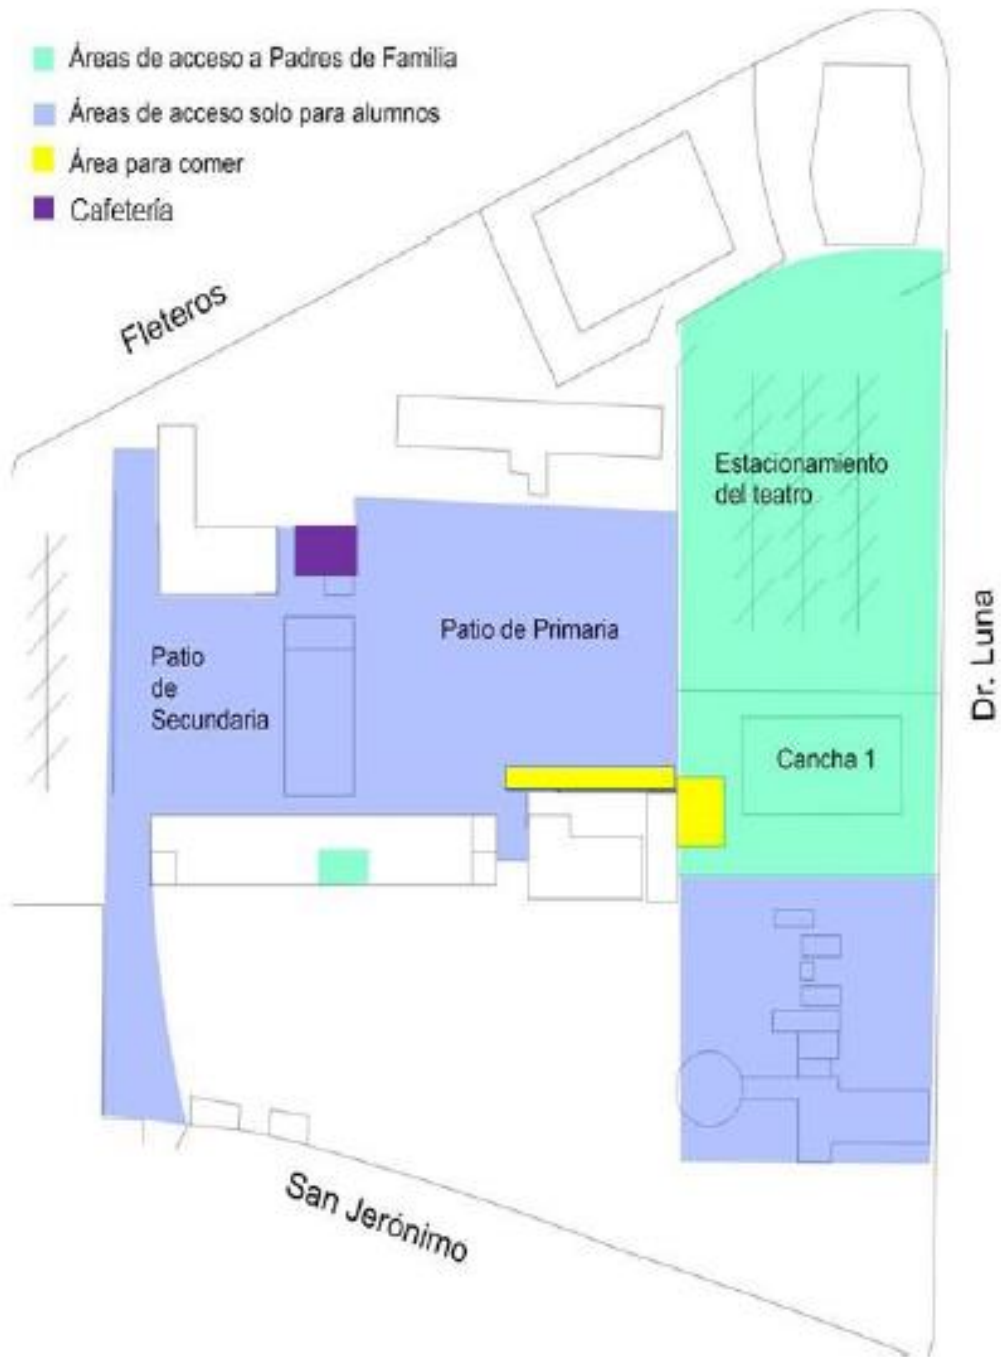 Áreas de acceso a Padres de Familia
Áreas de acceso solo para alumnos
Área para comer
Cafetería
Fleteros
Estacionamiento
del teatro
Dr. Luna
Patio de Primaria
Patio
de
Secundaria
Cancha 1
San Jerónimo